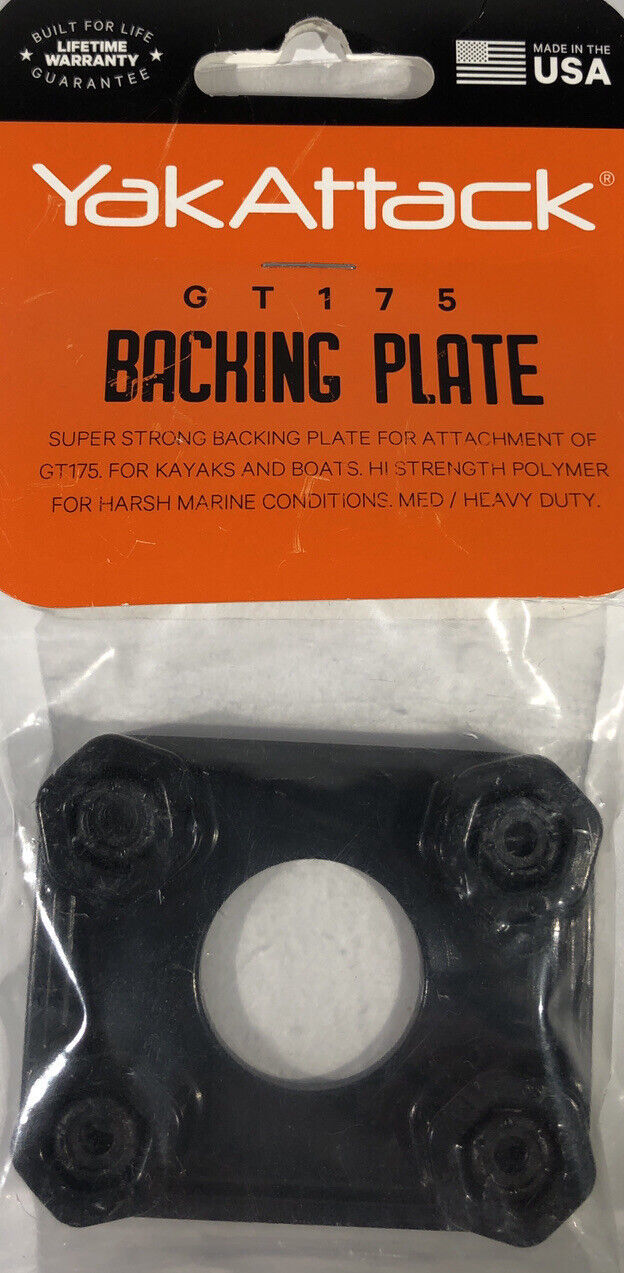 BUILT FOR LIFE
LIFETIME
WARRANTY
GUARANTEE
MADE IN THE
USA
YakAttack®
GT175
BACKING PLATE
SUPER STRONG BACKING PLATE FOR ATTACHMENT OF
GT175. FOR KAYAKS AND BOATS. HI STRENGTH POLYMER
FOR HARSH MARINE CONDITIONS. MED / HEAVY DUTY.